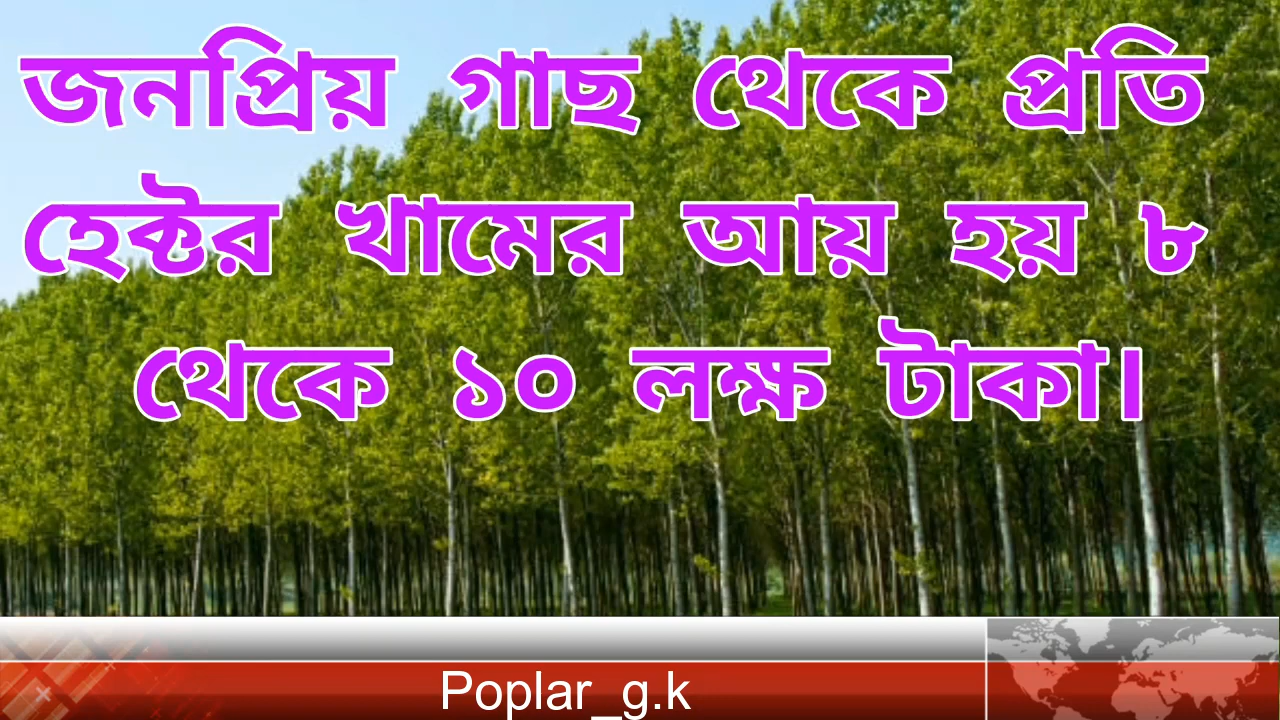 জনপ্রিয় গাছ থেকে প্রতি
হেক্টর খামের আয় হয় ৮
থেকে ১০ লক্ষ টাকা।
Poplar_g.k